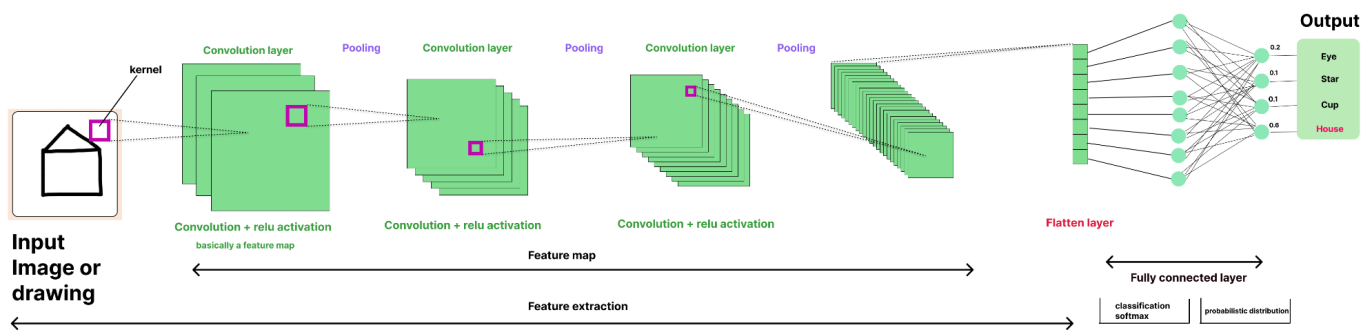 Output
Convolution layer
Pooling
Convolution layer
Pooling
Convolution layer
Pooling
kernel
0.2
Eye
0.1
Star
0.1
Cup
0.6
House
Convolution + relu activation
basically a feature map
Convolution + relu activation
Convolution + relu activation
Flatten layer
Input
Image or
drawing
Feature map
Fully connected layer
Feature extraction
classification
softmax
probabilistic distribution